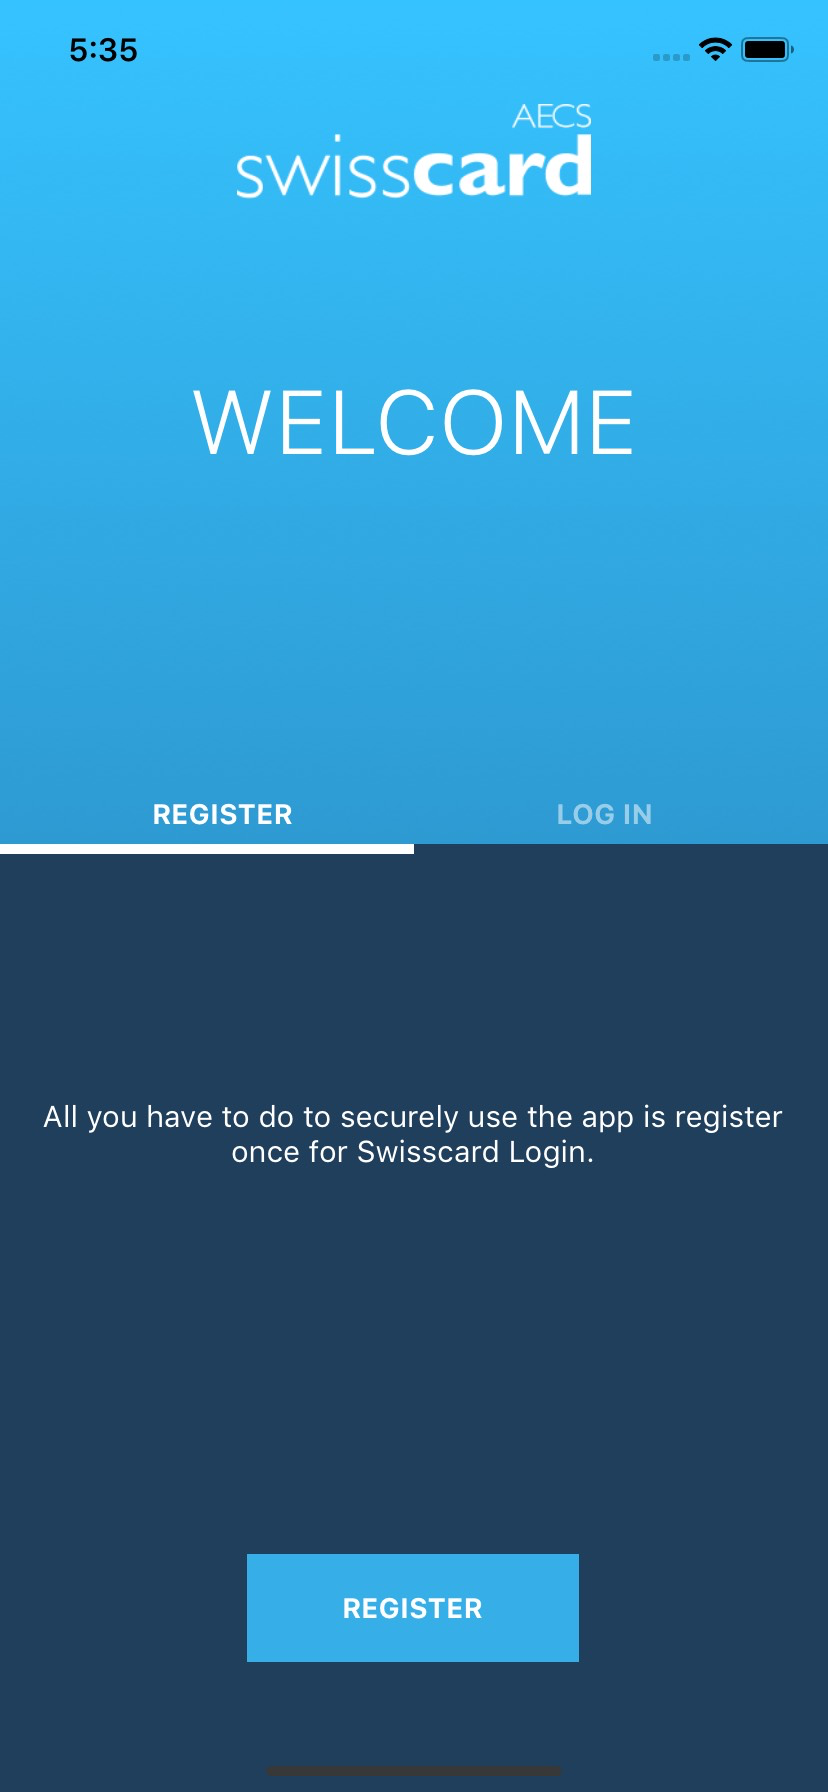 5:35
AECS
swisscard
WELCOME
REGISTER
LOG IN
All you have to do to securely use the app is register
once for Swisscard Login.
REGISTER